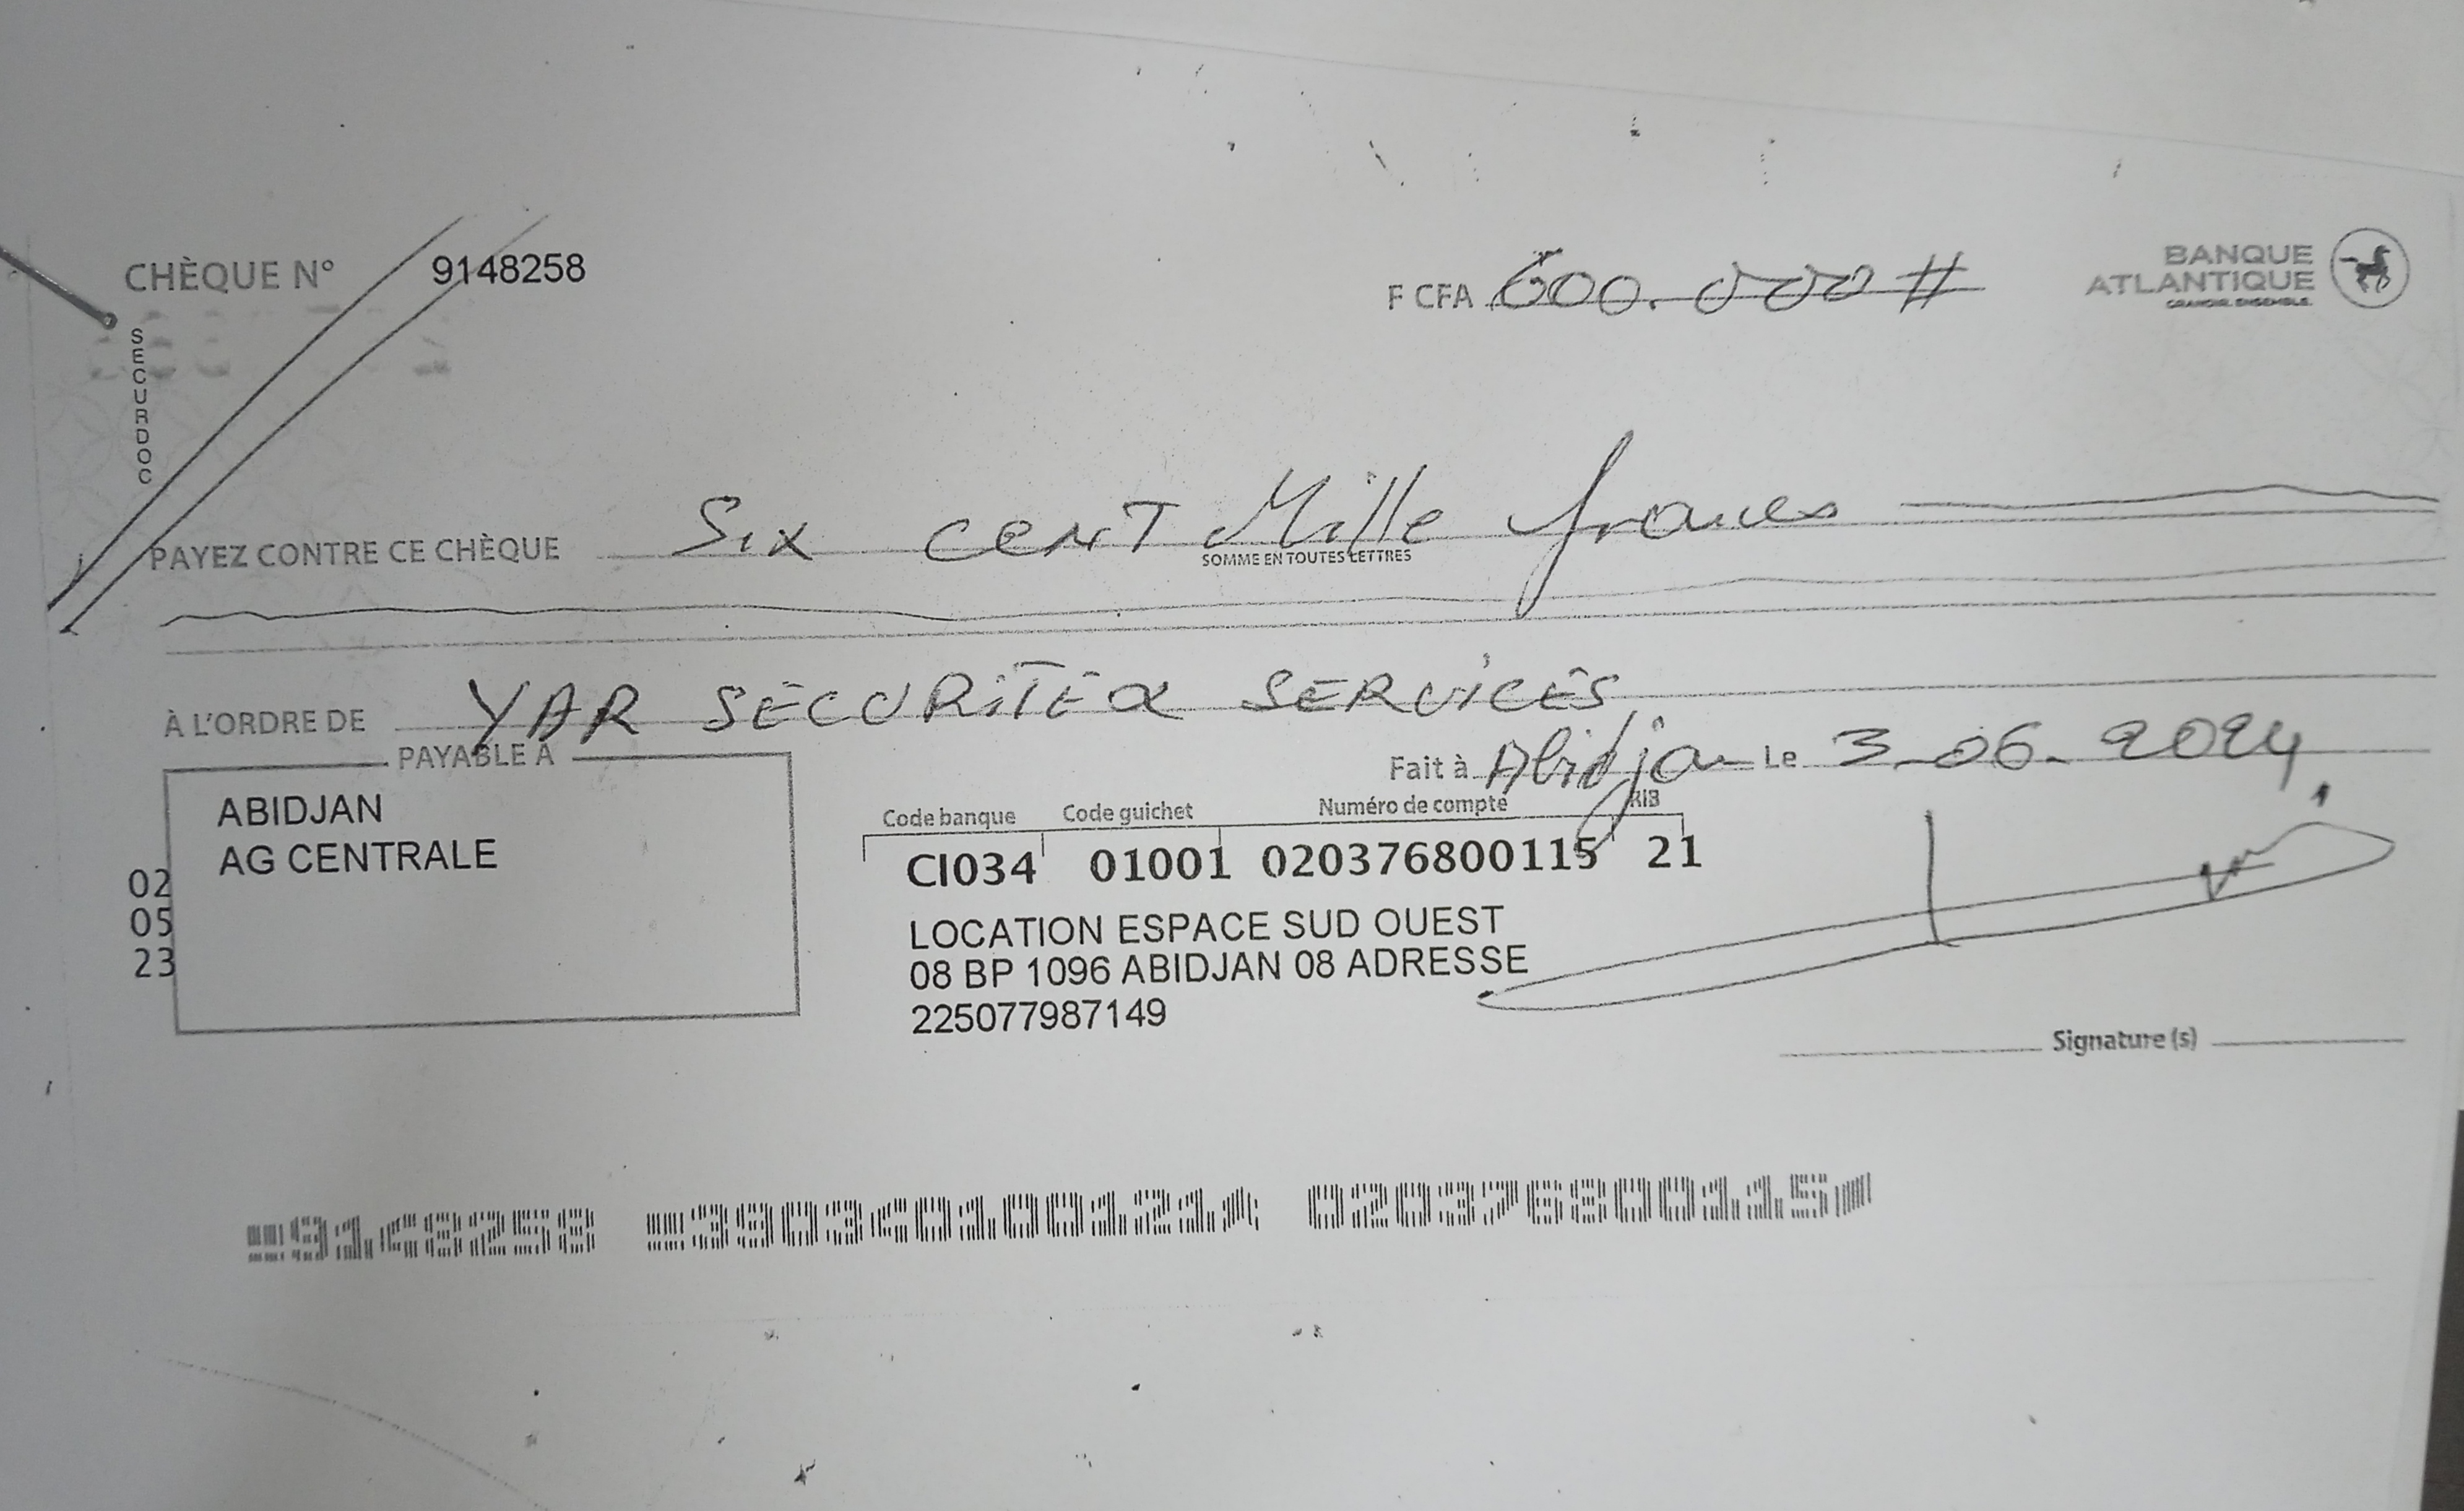 CHÈQUE N° 9148258
F CFA 600.000 #
BANQUE
ATLANTIQUE
SECURDOC
PAYEZ CONTRE CE CHÈQUE Six cent Mille francs
SOMME EN TOUTES LETTRES
À L'ORDRE DE YAR SECURITE & SERVICES
PAYABLE À
Fait à Abidjan Le 3-06-2024
ABIDJAN
AG CENTRALE
02
05
23
Code banque Code guichet Numéro de compte RIB
CI034 01001 020376800115 21
LOCATION ESPACE SUD OUEST
08 BP 1096 ABIDJAN 08 ADRESSE
225077987149
Signature(s)
9148258 390340100121 020376800115